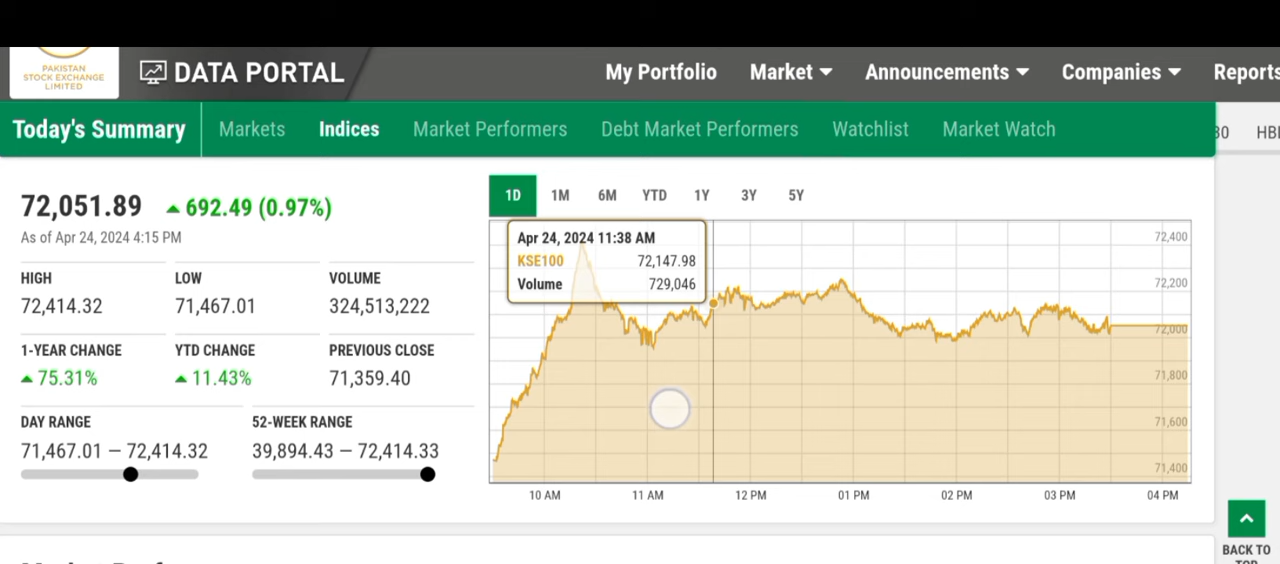 PAKISTAN
STOCK EXCHANGE
LIMITED
DATA PORTAL
My Portfolio
Market
Announcements
Companies
Reports
Today's Summary
Markets
Indices
Market Performers
Debt Market Performers
Watchlist
Market Watch
30
HBL
72,051.89
692.49 (0.97%)
As of Apr 24, 2024 4:15 PM
HIGH
LOW
VOLUME
72,414.32
71,467.01
324,513,222
1-YEAR CHANGE
YTD CHANGE
PREVIOUS CLOSE
75.31%
11.43%
71,359.40
DAY RANGE
52-WEEK RANGE
71,467.01 — 72,414.32
39,894.43 — 72,414.33
1D
1M
6M
YTD
1Y
3Y
5Y
Apr 24, 2024 11:38 AM
KSE100 72,147.98
Volume 729,046
72,400
72,200
72,000
71,800
71,600
71,400
10 AM
11 AM
12 PM
01 PM
02 PM
03 PM
04 PM
BACK TO
TOP